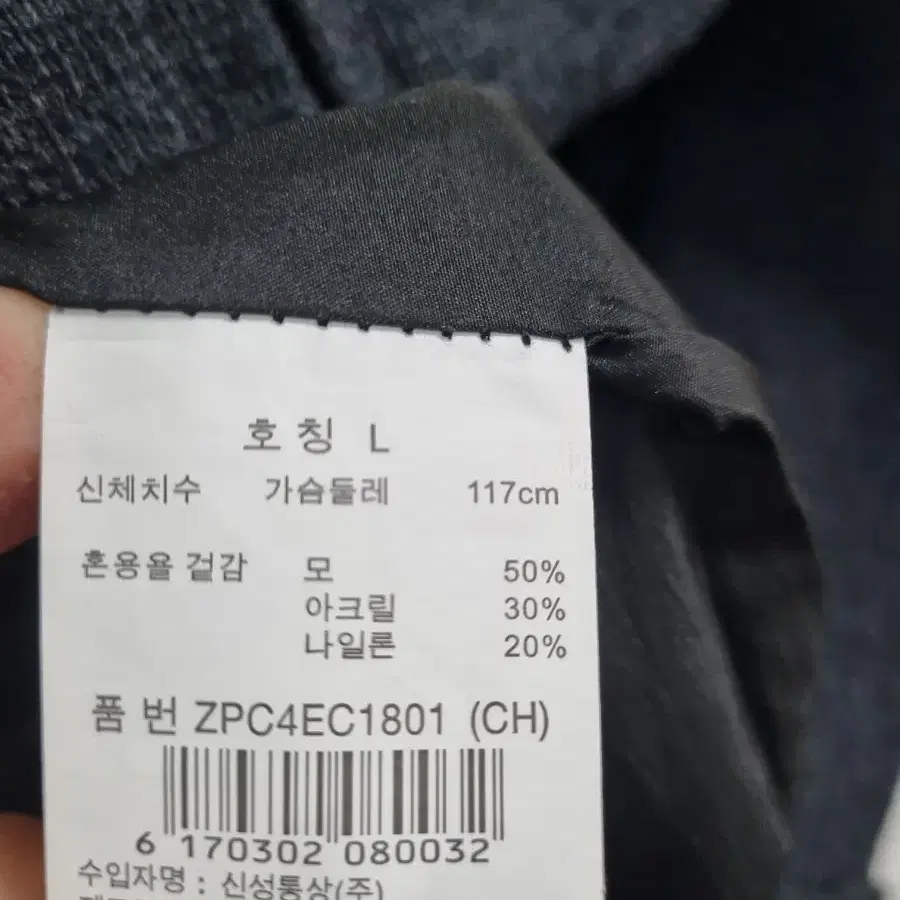 호칭 L
신체치수 가슴둘레 117cm
혼용율 겉감 모 50%
아크릴 30%
나일론 20%
품 번 ZPC4EC1801 (CH)
6 170302 080032
수입자명 : 신성통상(주)